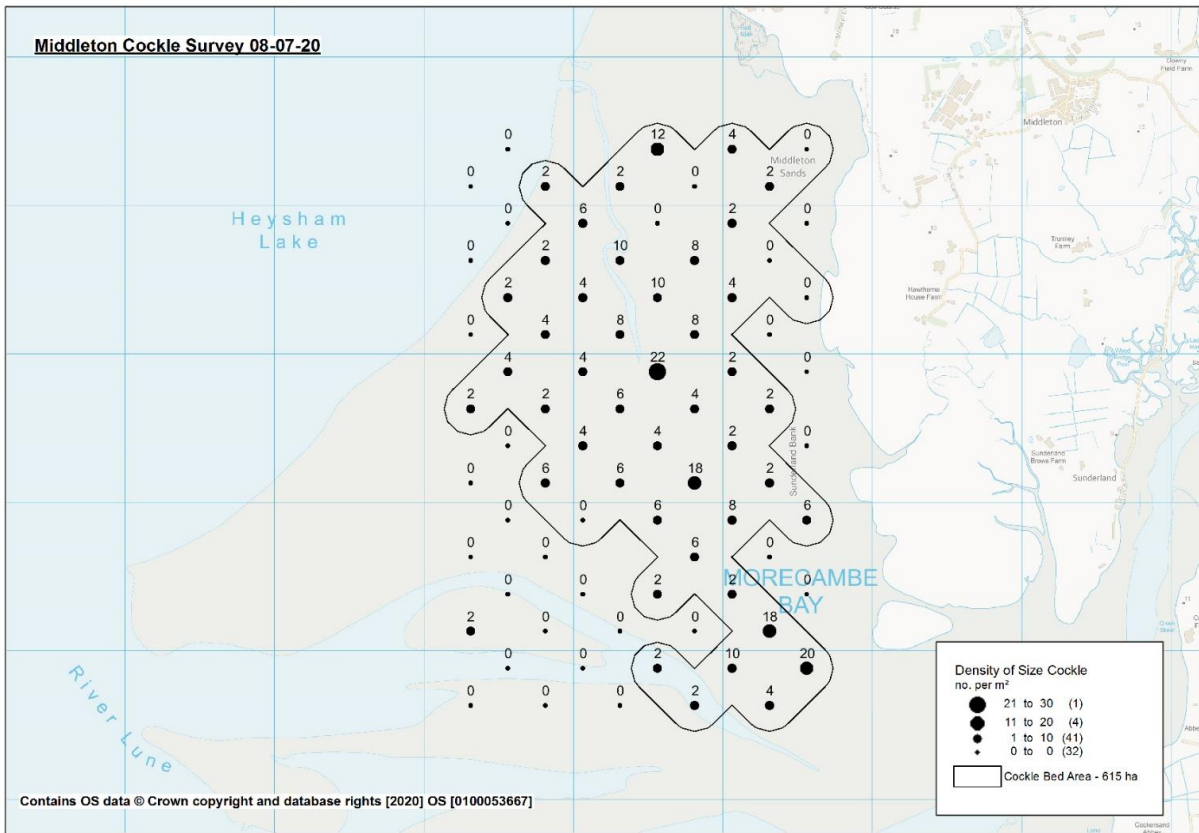 Middleton Cockle Survey 08-07-20
Middleton
Downy
Field Farm
0 12 4 0
Middleton
Sands
0 2 2 0 2
Heysham
Lake
0 6 0 2 0
Trumley
Farm
0 2 10 8 0
Hawthorne
House Farm
2 4 10 4 0
0 4 8 8 0
4 4 22 2 0
2 2 6 4 2
0 4 4 2 0
Sunderland Bank
Sunderland
Brows Farm
Sunderland
0 6 6 18 2
0 0 6 8 6
0 0 0 6 0
MORECAMBE
BAY
0 0 2 2 0
2 0 0 0 18
0 0 2 10 20
0 0 0 2 4
River Lune
Density of Size Cockle
no. per m²
21 to 30 (1)
11 to 20 (4)
1 to 10 (41)
0 to 0 (32)
Cockle Bed Area - 615 ha
Contains OS data © Crown copyright and database rights [2020] OS [0100053667]
Cockersand
Abbey